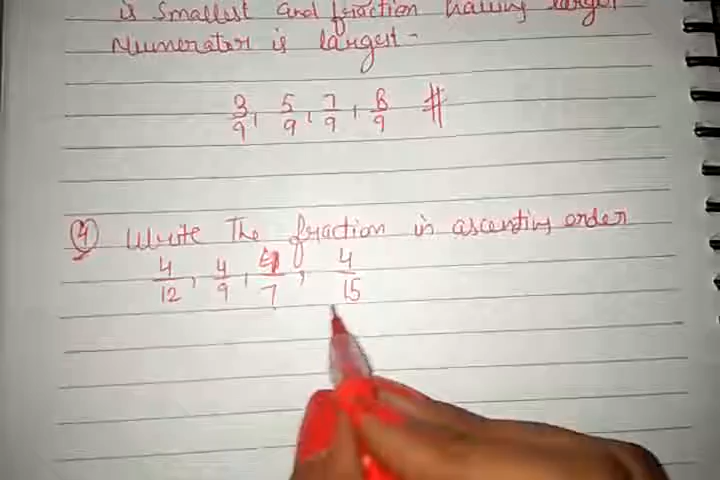 is smallest and fraction having larger
Numerator is largest.
3/9, 5/9, 7/9, 8/9 #
(4) Write The fraction in ascenting order
4/12, 4/9, 4/7, 4/15